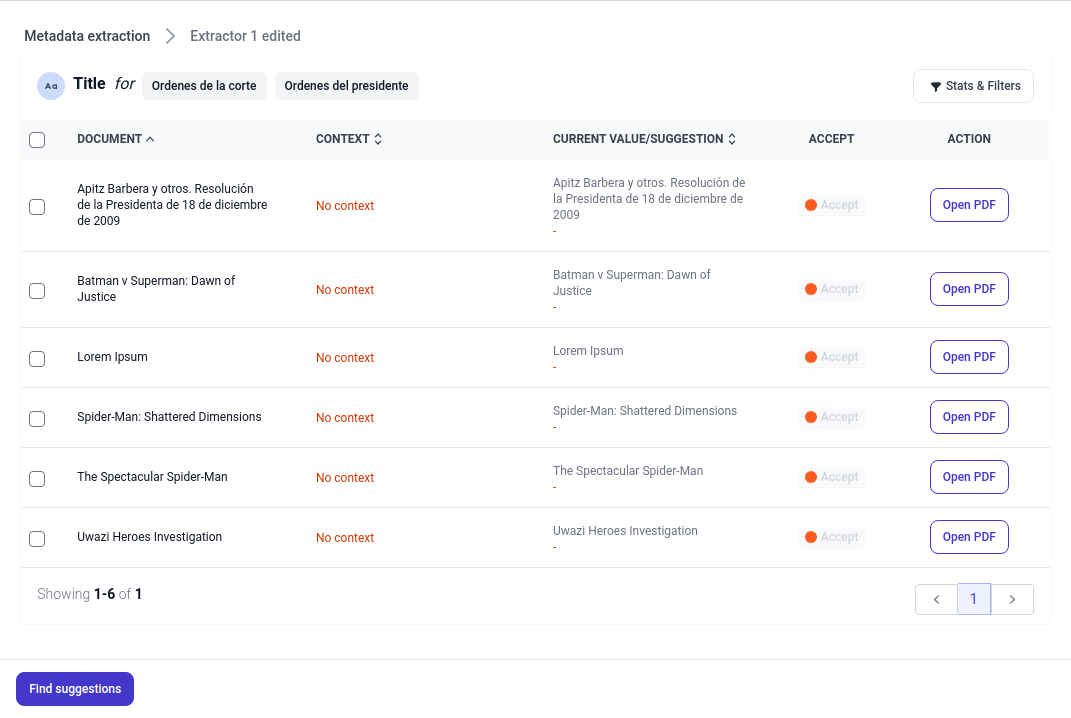 Metadata extraction Extractor 1 edited
Aa Title for Ordenes de la corte Ordenes del presidente Stats & Filters
DOCUMENT CONTEXT CURRENT VALUE/SUGGESTION ACCEPT ACTION
Apitz Barbera y otros. Resolución
de la Presidenta de 18 de diciembre
de 2009
No context
Apitz Barbera y otros. Resolución de
la Presidenta de 18 de diciembre de
2009
-
Accept
Open PDF
Batman v Superman: Dawn of
Justice
No context
Batman v Superman: Dawn of
Justice
-
Accept
Open PDF
Lorem Ipsum
No context
Lorem Ipsum
-
Accept
Open PDF
Spider-Man: Shattered Dimensions
No context
Spider-Man: Shattered Dimensions
-
Accept
Open PDF
The Spectacular Spider-Man
No context
The Spectacular Spider-Man
-
Accept
Open PDF
Uwazi Heroes Investigation
No context
Uwazi Heroes Investigation
-
Accept
Open PDF
Showing 1-6 of 1
1
Find suggestions